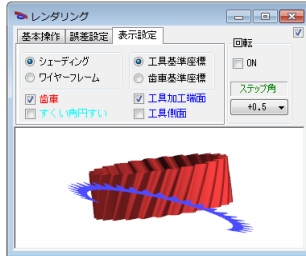 レンダリング
基本操作 誤差設定 表示設定
回転
シェーディング 工具基準座標
ON
ワイヤーフレーム 歯車基準座標
ステップ角
歯車 工具加工端面
+0.5
すくい角円すい 工具側面